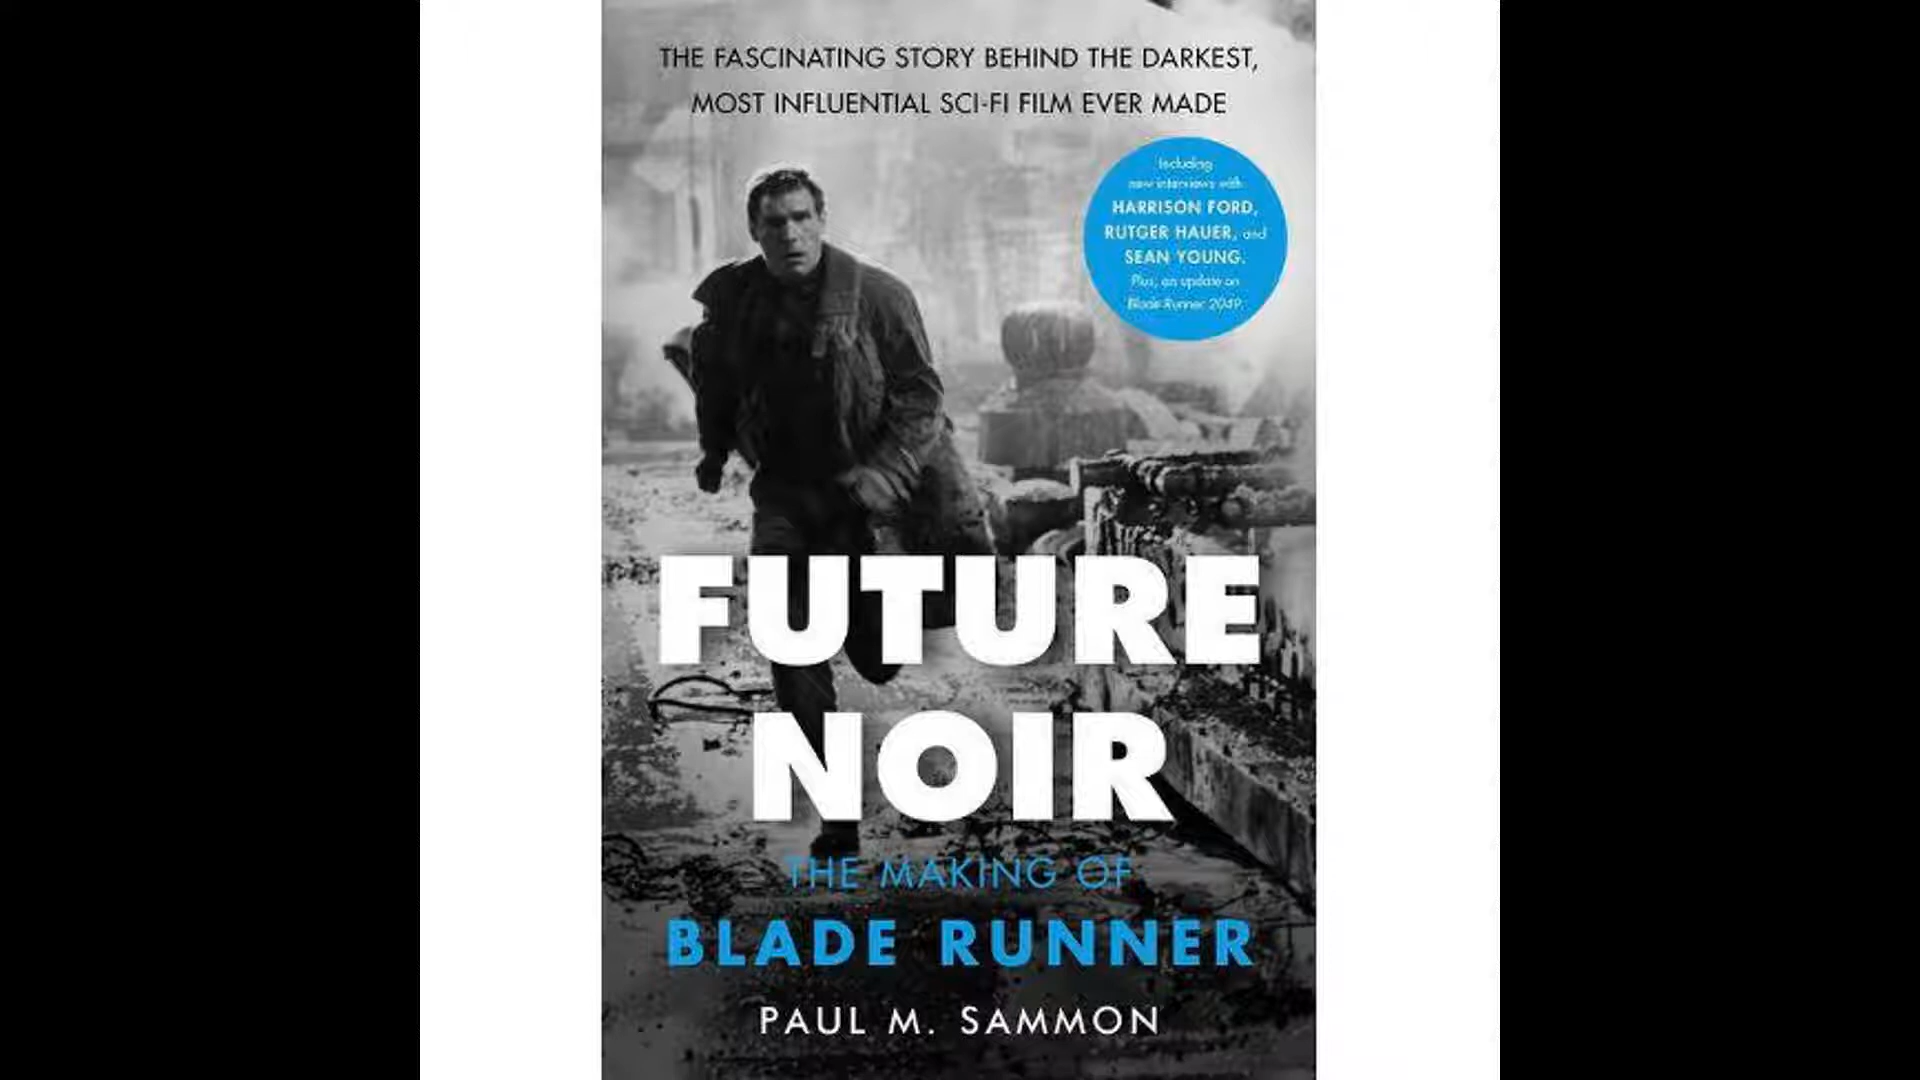 THE FASCINATING STORY BEHIND THE DARKEST,
MOST INFLUENTIAL SCI-FI FILM EVER MADE
Including
new interviews with
HARRISON FORD,
RUTGER HAUER, and
SEAN YOUNG.
Plus, an update on
Blade Runner 2049.
FUTURE
NOIR
THE MAKING OF
BLADE RUNNER
PAUL M. SAMMON